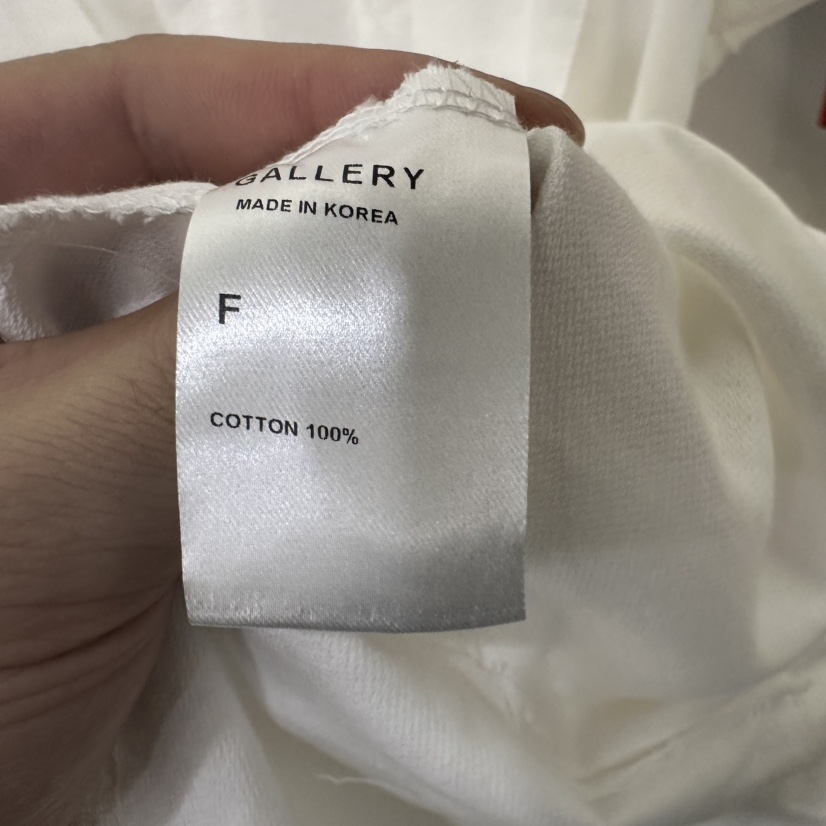 GALLERY
MADE IN KOREA
F
COTTON 100%